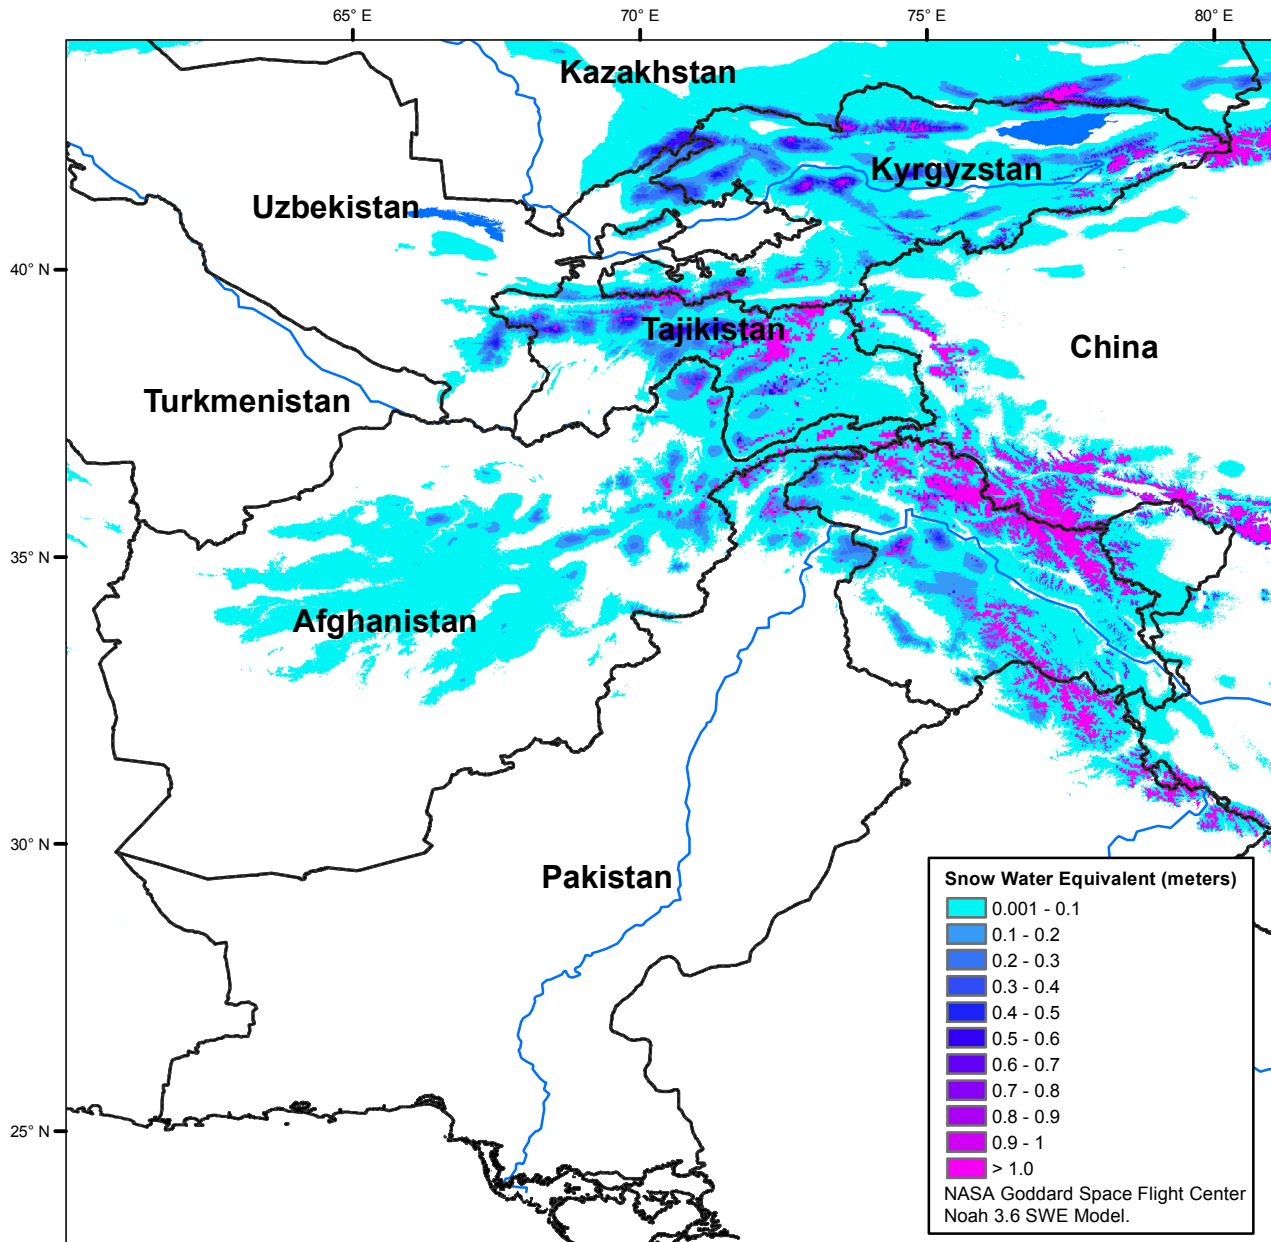 65° E
70° E
75° E
80° E
Kazakhstan
Kyrgyzstan
Uzbekistan
40° N
Tajikistan
China
Turkmenistan
35° N
Afghanistan
30° N
Pakistan
25° N
Snow Water Equivalent (meters)
0.001 - 0.1
0.1 - 0.2
0.2 - 0.3
0.3 - 0.4
0.4 - 0.5
0.5 - 0.6
0.6 - 0.7
0.7 - 0.8
0.8 - 0.9
0.9 - 1
> 1.0
NASA Goddard Space Flight Center
Noah 3.6 SWE Model.